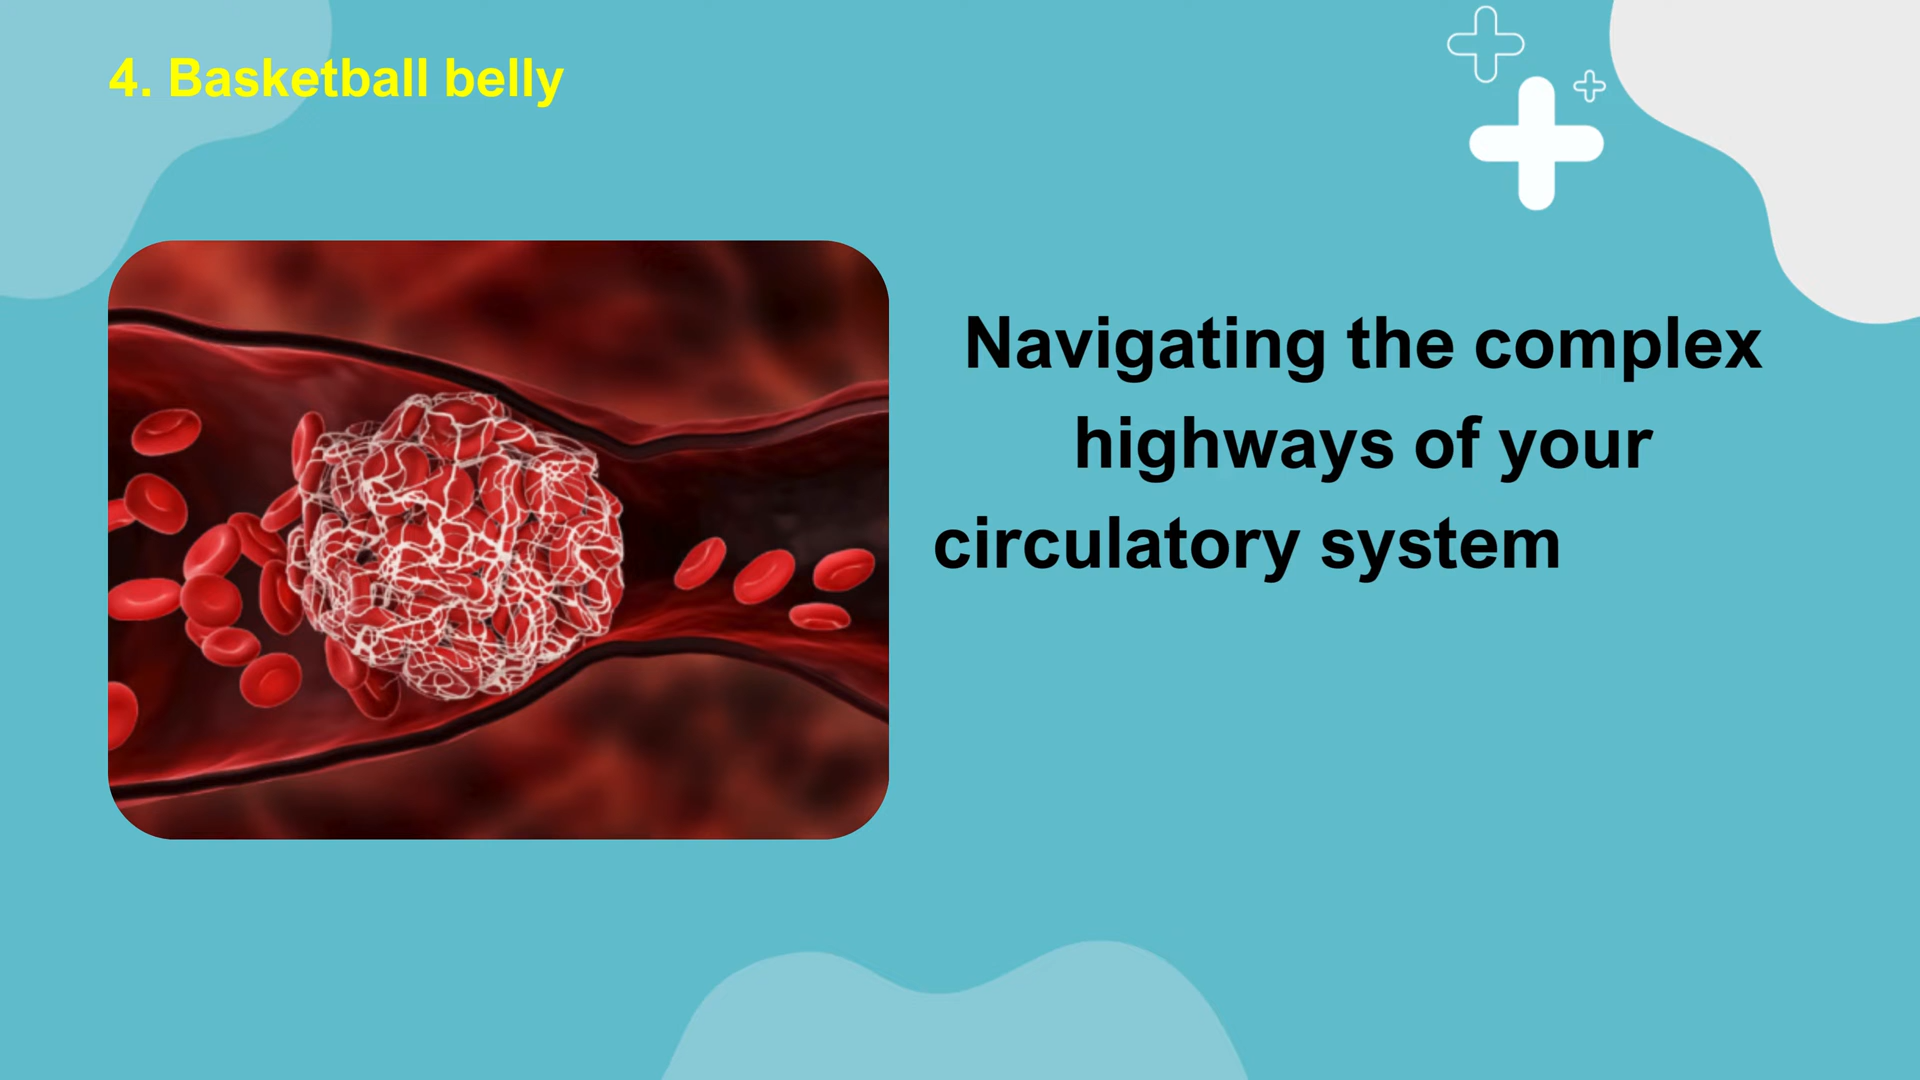 4. Basketball belly
Navigating the complex
highways of your
circulatory system